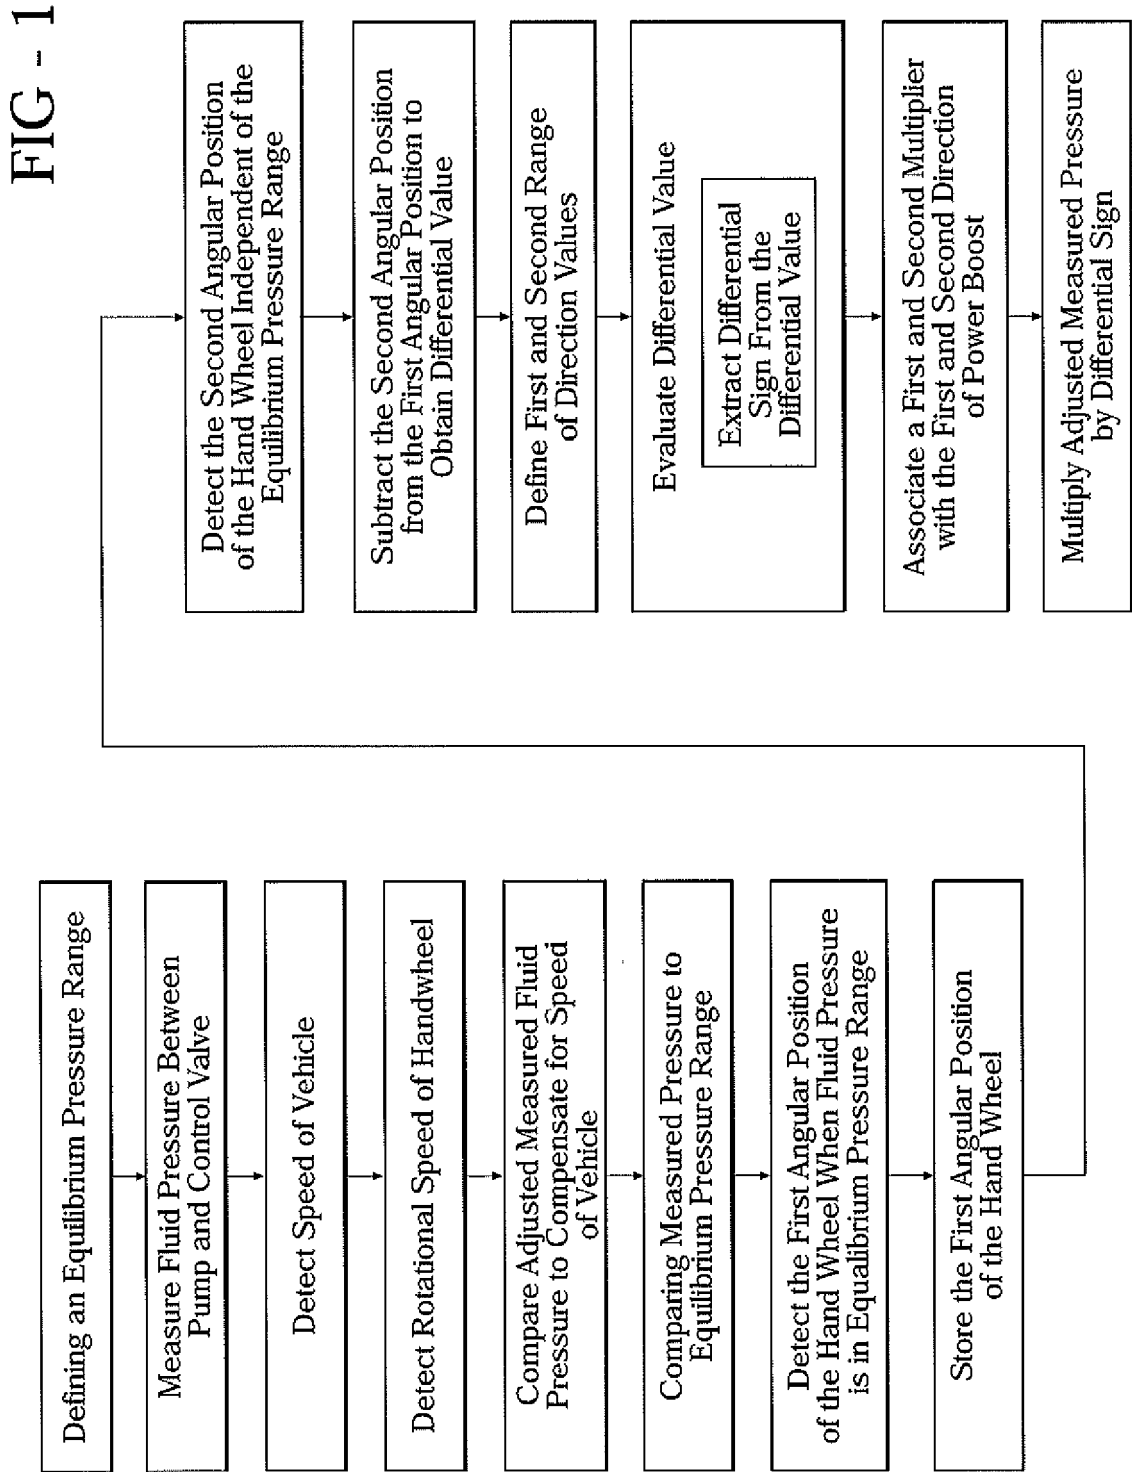 FIG - 1
Defining an Equilibrium Pressure Range
Measure Fluid Pressure Between
Pump and Control Valve
Detect Speed of Vehicle
Detect Rotational Speed of Handwheel
Compare Adjusted Measured Fluid
Pressure to Compensate for Speed
of Vehicle
Comparing Measured Pressure to
Equilibrium Pressure Range
Detect the First Angular Position
of the Hand Wheel When Fluid Pressure
is in Equalibrium Pressure Range
Store the First Angular Position
of the Hand Wheel
Detect the Second Angular Position
of the Hand Wheel Independent of the
Equilibrium Pressure Range
Subtract the Second Angular Position
from the First Angular Position to
Obtain Differential Value
Define First and Second Range
of Direction Values
Evaluate Differential Value
Extract Differential
Sign From the
Differential Value
Associate a First and Second Multiplier
with the First and Second Direction
of Power Boost
Multiply Adjusted Measured Pressure
by Differential Sign